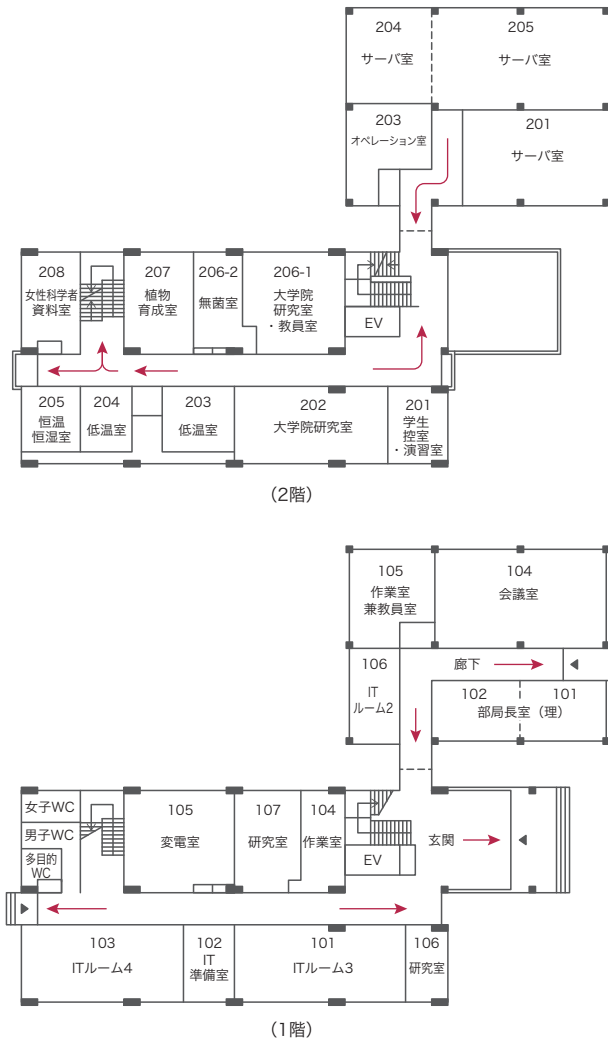 204
サーバ室
205
サーバ室
203
オペレーション室
201
サーバ室
208
女性科学者
資料室
207
植物
育成室
206-2
無菌室
206-1
大学院
研究室
・教員室
EV
205
恒温
恒湿室
204
低温室
203
低温室
202
大学院研究室
201
学生
控室
・演習室
（2階）
105
作業室
兼教員室
104
会議室
106
IT
ルーム2
廊下
102
101
部局長室（理）
女子WC
男子WC
多目的
WC
105
変電室
107
研究室
104
作業室
EV
玄関
103
ITルーム4
102
IT
準備室
101
ITルーム3
106
研究室
（1階）